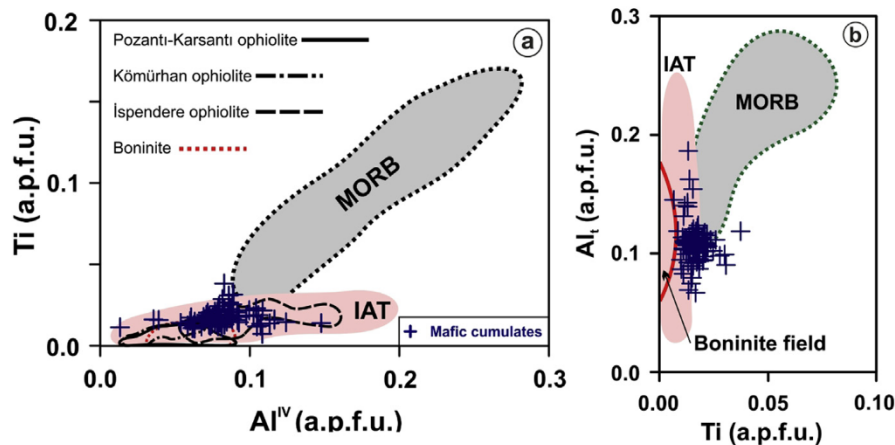 a
Pozantı-Karsantı ophiolite
Kömürhan ophiolite
İspendere ophiolite
Boninite
MORB
IAT
Mafic cumulates
0.2
0.1
0.0
Ti (a.p.f.u.)
0.0
0.1
0.2
0.3
Al^IV (a.p.f.u.)
b
IAT
MORB
Boninite field
0.3
0.2
0.1
0.0
Al_t (a.p.f.u.)
0.00
0.05
0.10
Ti (a.p.f.u.)